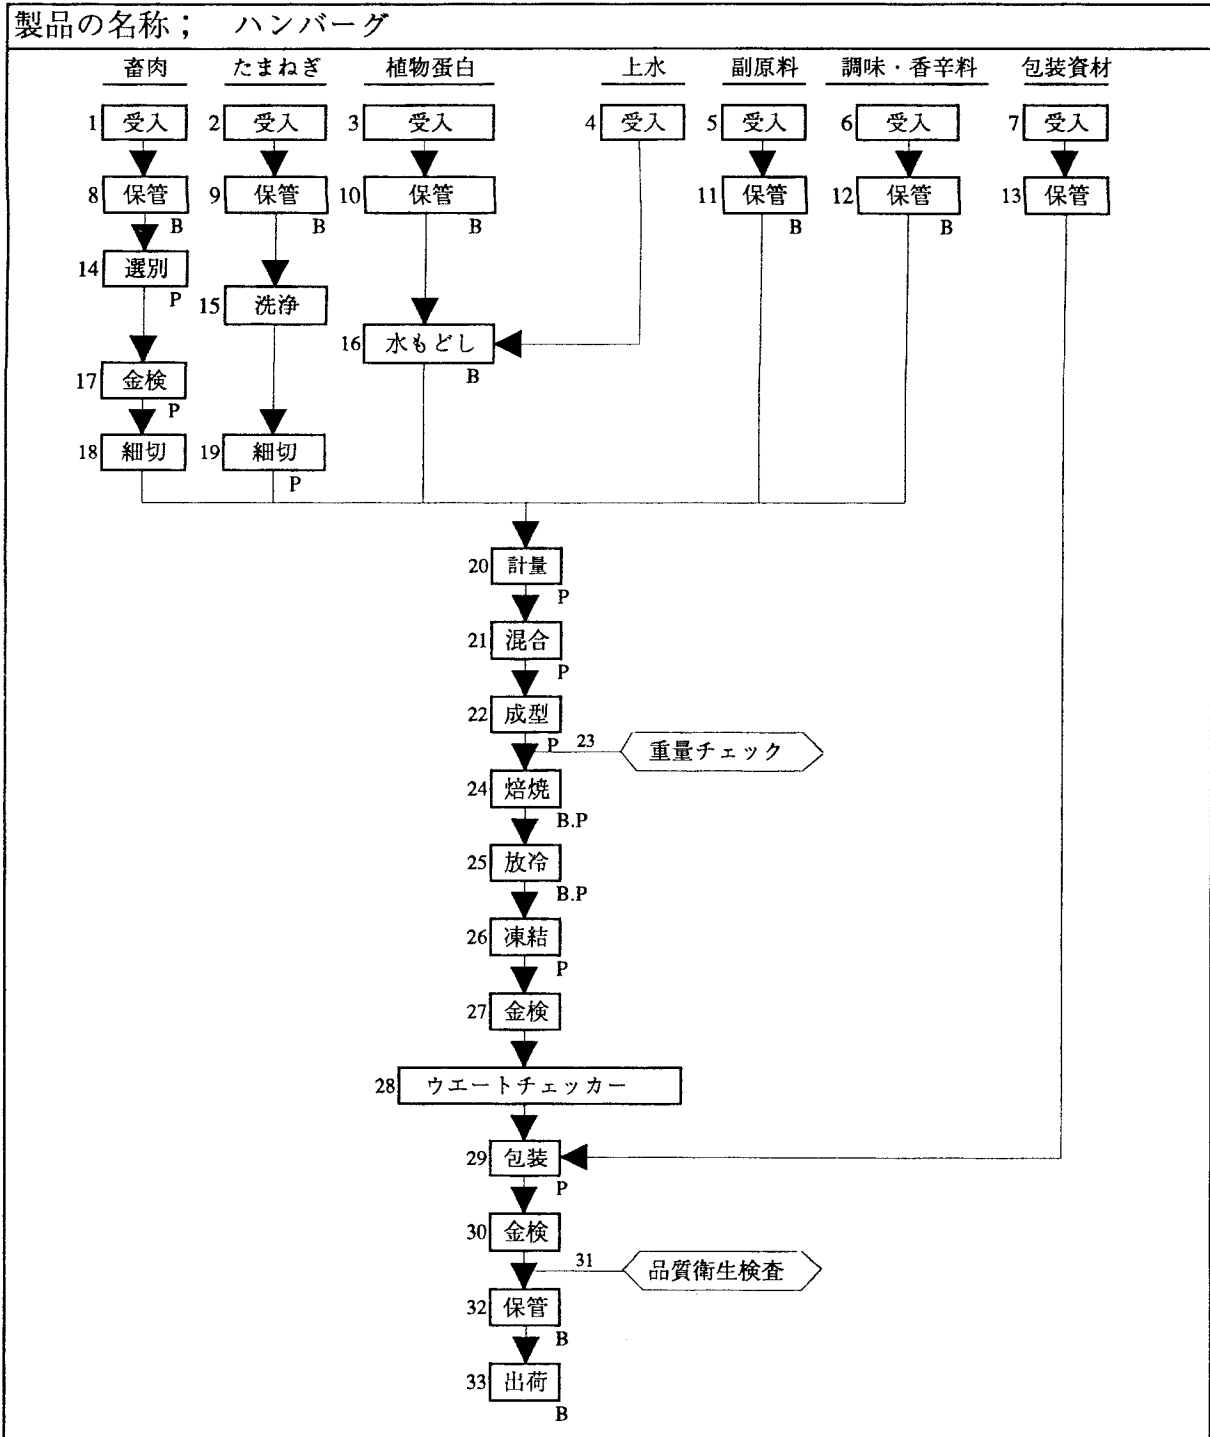 製品の名称；　ハンバーグ
畜肉 たまねぎ 植物蛋白 上水 副原料 調味・香辛料 包装資材
1 受入 2 受入 3 受入 4 受入 5 受入 6 受入 7 受入
8 保管 9 保管 10 保管 11 保管 12 保管 13 保管
B B B B B
14 選別
P
15 洗浄
16 水もどし
B
17 金検
P
18 細切 19 細切
P
20 計量
P
21 混合
P
22 成型
P 23 重量チェック
24 焙焼
B.P
25 放冷
B.P
26 凍結
P
27 金検
28 ウエートチェッカー
29 包装
P
30 金検
31 品質衛生検査
32 保管
B
33 出荷
B